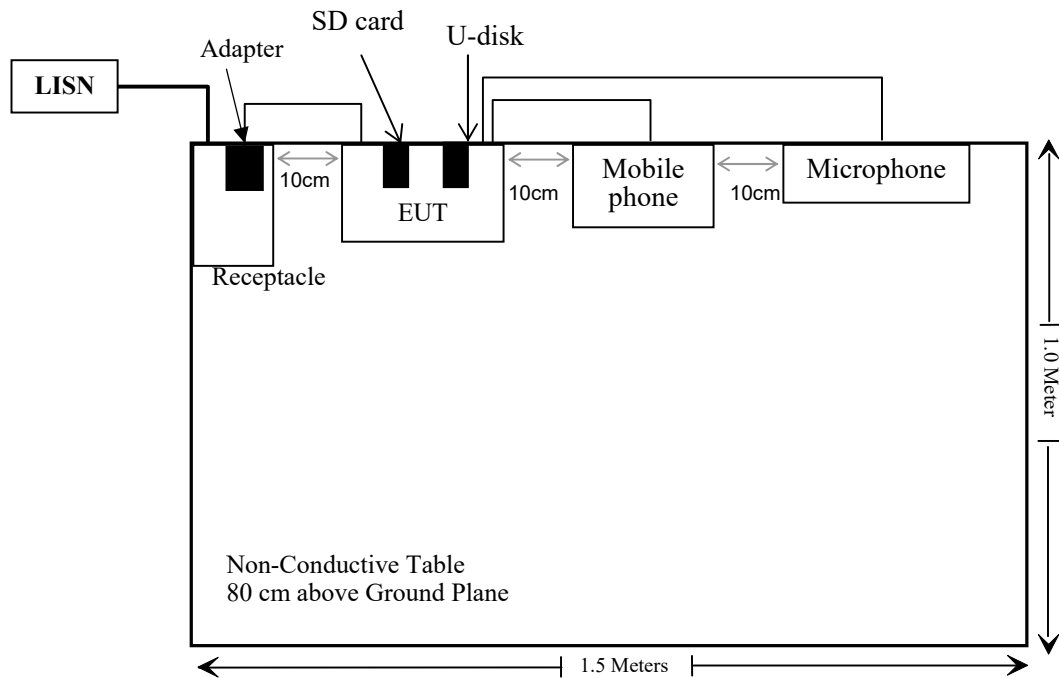 SD card
U-disk
Adapter
LISN
10cm
10cm
10cm
Mobile
phone
Microphone
EUT
Receptacle
1.0 Meter
Non-Conductive Table
80 cm above Ground Plane
1.5 Meters